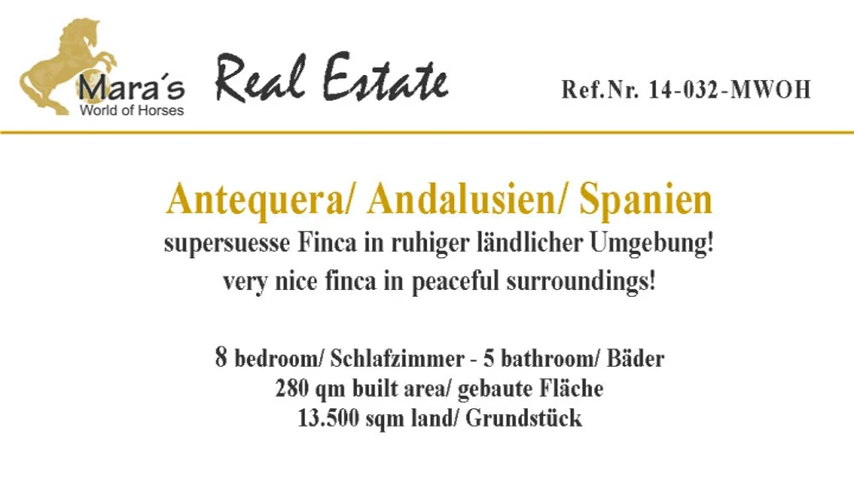 Mara´s Real Estate
World of Horses
Ref.Nr. 14-032-MWOH
Antequera/ Andalusien/ Spanien
supersuesse Finca in ruhiger ländlicher Umgebung!
very nice finca in peaceful surroundings!
8 bedroom/ Schlafzimmer - 5 bathroom/ Bäder
280 qm built area/ gebaute Fläche
13.500 sqm land/ Grundstück